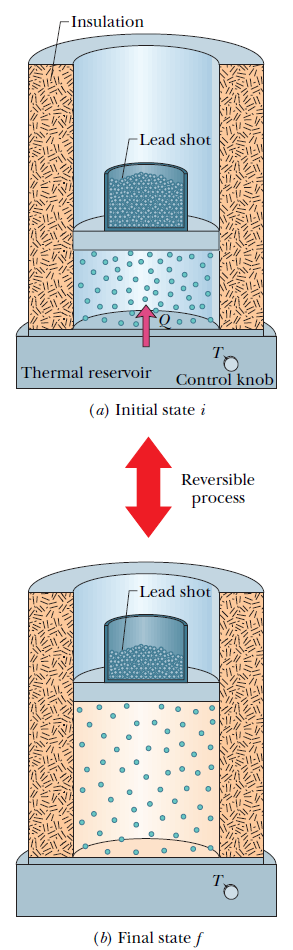 Insulation
Lead shot
Q
T
Thermal reservoir
Control knob
(a) Initial state i
Reversible
process
Lead shot
T
(b) Final state f